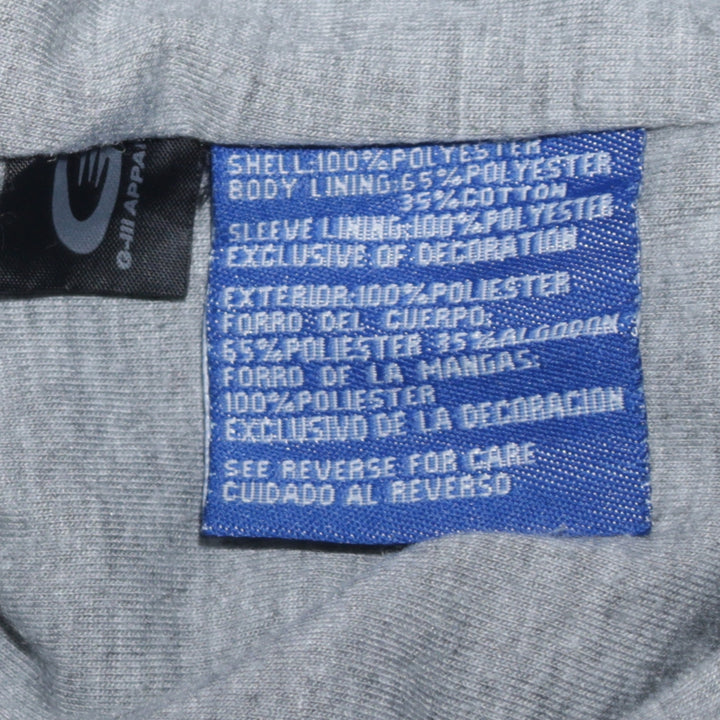 SHELL:100%POLYESTER
BODY LINING:65%POLYESTER
35%COTTON
SLEEVE LINING:100%POLYESTER
EXCLUSIVE OF DECORATION
EXTERIOR:100%POLIESTER
FORRO DEL CUERPO:
65%POLIESTER 35%ALGODON
FORRO DE LA MANGAS:
100%POLIESTER
EXCLUSIVO DE LA DECORACION
SEE REVERSE FOR CARE
CUIDADO AL REVERSO
G-III